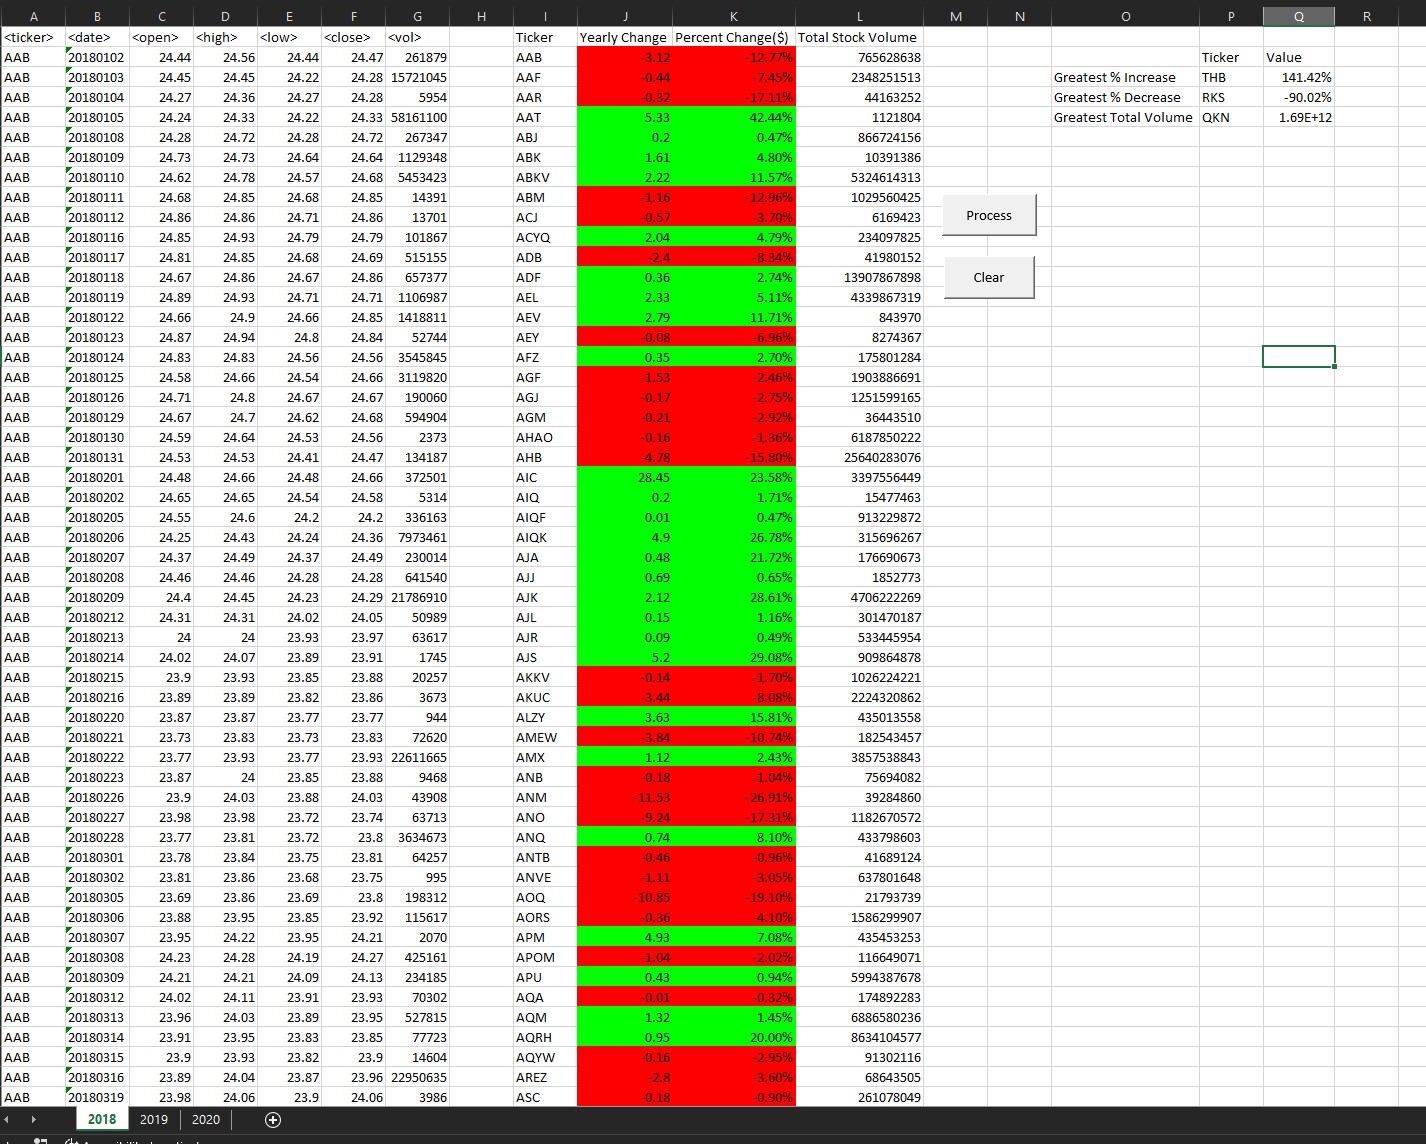 A B C D E F G H I J K L M N O P Q R
<ticker> <date> <open> <high> <low> <close> <vol> Ticker Yearly Change Percent Change($) Total Stock Volume
AAB 20180102 24.44 24.56 24.44 24.47 261879 AAB -3.12 -12.77% 765628638 Ticker Value
AAB 20180103 24.45 24.45 24.22 24.28 15721045 AAF -0.44 -7.45% 2348251513 Greatest % Increase THB 141.42%
AAB 20180104 24.27 24.36 24.27 24.28 5954 AAR -0.32 -17.11% 44163252 Greatest % Decrease RKS -90.02%
AAB 20180105 24.24 24.33 24.22 24.33 58161100 AAT 5.33 42.44% 1121804 Greatest Total Volume QKN 1.69E+12
AAB 20180108 24.28 24.72 24.28 24.72 267347 ABJ 0.2 0.47% 866724156
AAB 20180109 24.73 24.73 24.64 24.64 1129348 ABK 1.61 4.80% 10391386
AAB 20180110 24.62 24.78 24.57 24.68 5453423 ABKV 2.22 11.57% 5324614313
AAB 20180111 24.68 24.85 24.68 24.85 14391 ABM -1.16 -12.96% 1029560425
AAB 20180112 24.86 24.86 24.71 24.86 13701 ACJ -0.57 -3.70% 6169423 Process
AAB 20180116 24.85 24.93 24.79 24.79 101867 ACYQ 2.04 4.79% 234097825
AAB 20180117 24.81 24.85 24.68 24.69 515155 ADB -2.4 -8.34% 41980152
AAB 20180118 24.67 24.86 24.67 24.86 657377 ADF 0.36 2.74% 13907867898 Clear
AAB 20180119 24.89 24.93 24.71 24.71 1106987 AEL 2.33 5.11% 4339867319
AAB 20180122 24.66 24.9 24.66 24.85 1418811 AEV 2.79 11.71% 843970
AAB 20180123 24.87 24.94 24.8 24.84 52744 AEY -0.08 -6.96% 8274367
AAB 20180124 24.83 24.83 24.56 24.56 3545845 AFZ 0.35 2.70% 175801284
AAB 20180125 24.58 24.66 24.54 24.66 3119820 AGF -1.53 -2.46% 1903886691
AAB 20180126 24.71 24.8 24.67 24.67 190060 AGJ -0.17 -2.75% 1251599165
AAB 20180129 24.67 24.7 24.62 24.68 594904 AGM -0.21 -2.92% 36443510
AAB 20180130 24.59 24.64 24.53 24.56 2373 AHAO -0.16 -1.36% 6187850222
AAB 20180131 24.53 24.53 24.41 24.47 134187 AHB -4.78 -15.80% 25640283076
AAB 20180201 24.48 24.66 24.48 24.66 372501 AIC 28.45 23.58% 3397556449
AAB 20180202 24.65 24.65 24.54 24.58 5314 AIQ 0.2 1.71% 15477463
AAB 20180205 24.55 24.6 24.2 24.2 336163 AIQF 0.01 0.47% 913229872
AAB 20180206 24.25 24.49 24.24 24.36 7973461 AIQK 4.9 26.78% 315696267
AAB 20180207 24.37 24.49 24.37 24.49 230014 AJA 0.48 21.72% 176690673
AAB 20180208 24.46 24.46 24.28 24.28 641540 AJJ 0.69 0.65% 1852773
AAB 20180209 24.4 24.45 24.23 24.29 21786910 AJK 2.12 28.61% 4706222269
AAB 20180212 24.31 24.31 24.02 24.05 50989 AJL 0.15 1.16% 301470187
AAB 20180213 24 24 23.93 23.97 63617 AJR 0.09 0.49% 533445954
AAB 20180214 24.02 24.07 23.89 23.91 1745 AJS 5.2 29.08% 909864878
AAB 20180215 23.9 23.93 23.85 23.88 20257 AKKV -0.14 -1.70% 1026224221
AAB 20180216 23.89 23.89 23.82 23.86 3673 AKUC -3.44 -8.08% 2224320862
AAB 20180220 23.87 23.87 23.77 23.77 944 ALZY 3.63 15.81% 435013558
AAB 20180221 23.73 23.83 23.73 23.83 72620 AMEW -3.84 -10.74% 182543457
AAB 20180222 23.77 23.93 23.77 23.93 22611665 AMX 1.12 2.43% 3857538843
AAB 20180223 23.87 24 23.85 23.88 9468 ANB -0.18 -1.04% 75694082
AAB 20180226 23.9 24.03 23.88 24.03 43908 ANM -11.53 -26.91% 39284860
AAB 20180227 23.98 23.98 23.72 23.74 63713 ANO -9.24 -17.31% 1182670572
AAB 20180228 23.77 23.81 23.72 23.8 3634673 ANQ 0.74 8.10% 433798603
AAB 20180301 23.78 23.84 23.75 23.81 64257 ANTB -0.46 -0.96% 41689124
AAB 20180302 23.81 23.86 23.68 23.75 995 ANVE -1.11 -3.05% 637801648
AAB 20180305 23.69 23.86 23.69 23.8 198312 AOQ -10.85 -19.10% 21793739
AAB 20180306 23.88 23.95 23.85 23.92 115617 AORS -0.36 -4.10% 1586299907
AAB 20180307 23.95 24.22 23.95 24.21 2070 APM 4.93 7.08% 435453253
AAB 20180308 24.23 24.28 24.19 24.27 425161 APOM -1.04 -2.02% 116649071
AAB 20180309 24.21 24.21 24.09 24.13 234185 APU 0.43 0.94% 5994387678
AAB 20180312 24.02 24.11 23.91 23.93 70302 AQA -0.01 -0.32% 174892283
AAB 20180313 23.96 24.03 23.89 23.95 527815 AQM 1.32 1.45% 6886580236
AAB 20180314 23.91 23.95 23.83 23.85 77723 AQRH 0.95 20.00% 8634104577
AAB 20180315 23.9 23.93 23.82 23.9 14604 AQYW -0.16 -2.95% 91302116
AAB 20180316 23.89 24.04 23.87 23.96 22950635 AREZ -2.8 -3.60% 68643505
AAB 20180319 23.98 24.06 23.9 24.06 3986 ASC -0.18 -0.90% 261078049
2018 2019 2020